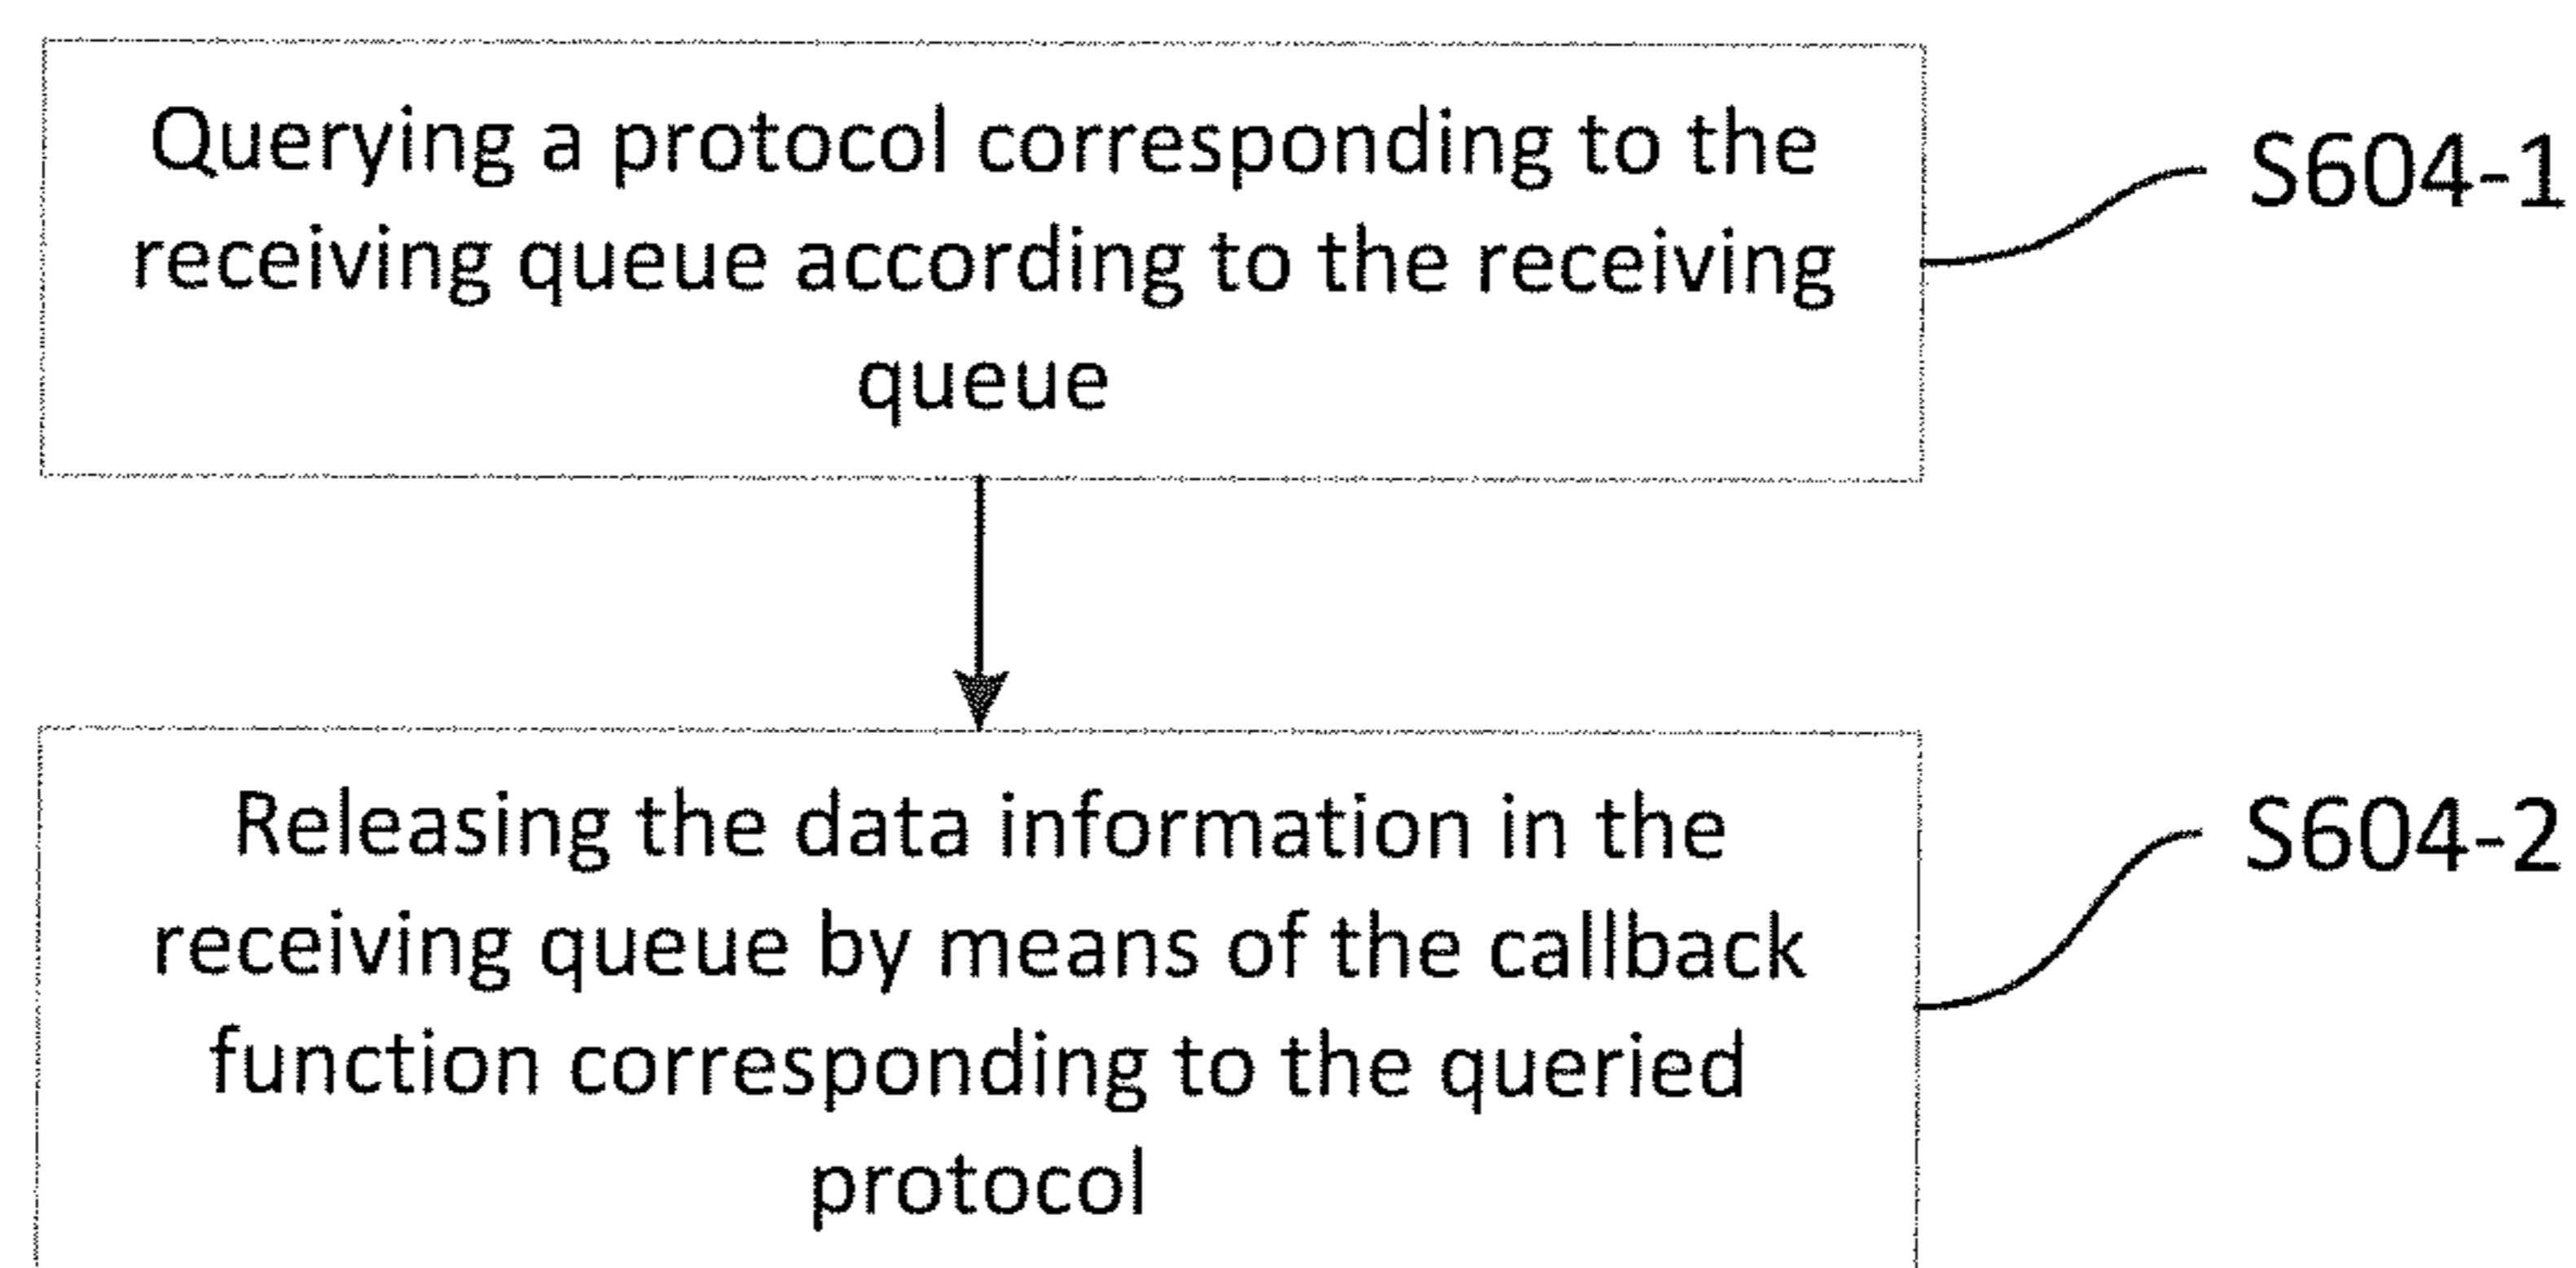 Querying a protocol corresponding to the
receiving queue according to the receiving
queue
S604-1
Releasing the data information in the
receiving queue by means of the callback
function corresponding to the queried
protocol
S604-2